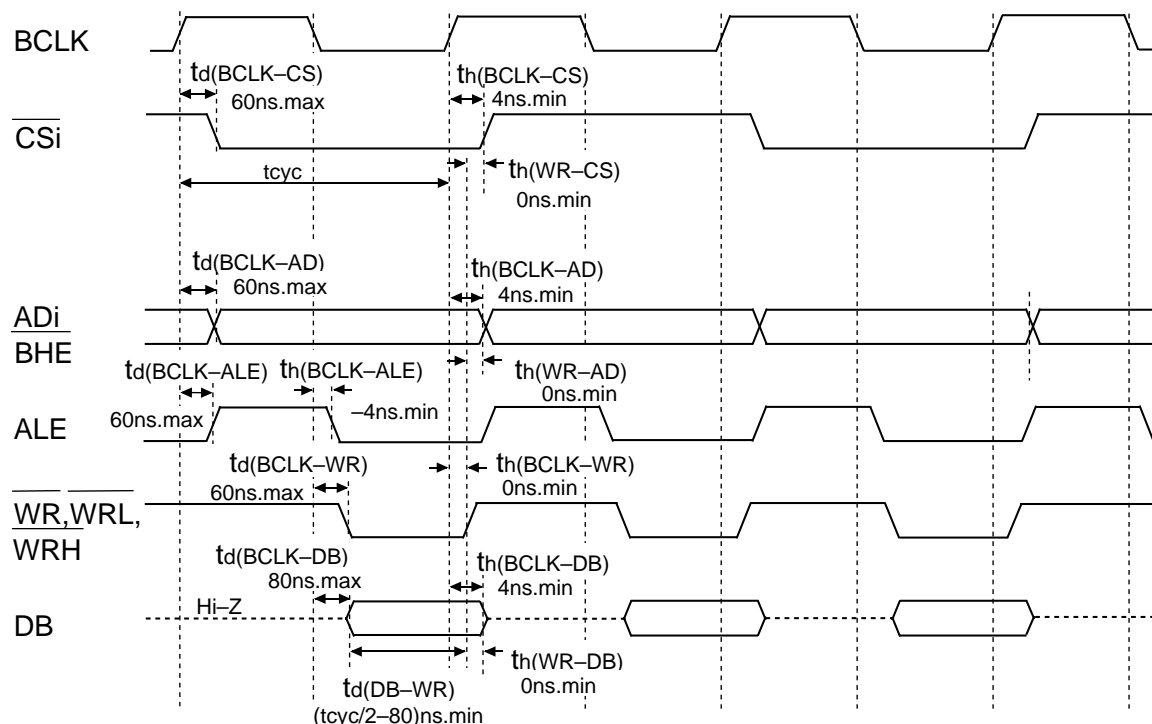 BCLK
td(BCLK–CS)
60ns.max
th(BCLK–CS)
4ns.min
CSi
tcyc
th(WR–CS)
0ns.min
td(BCLK–AD)
60ns.max
th(BCLK–AD)
4ns.min
ADi
BHE
td(BCLK–ALE)
60ns.max
th(BCLK–ALE)
–4ns.min
th(WR–AD)
0ns.min
ALE
td(BCLK–WR)
60ns.max
th(BCLK–WR)
0ns.min
WR,WRL,
WRH
td(BCLK–DB)
80ns.max
th(BCLK–DB)
4ns.min
DB
Hi–Z
td(DB–WR)
(tcyc/2–80)ns.min
th(WR–DB)
0ns.min